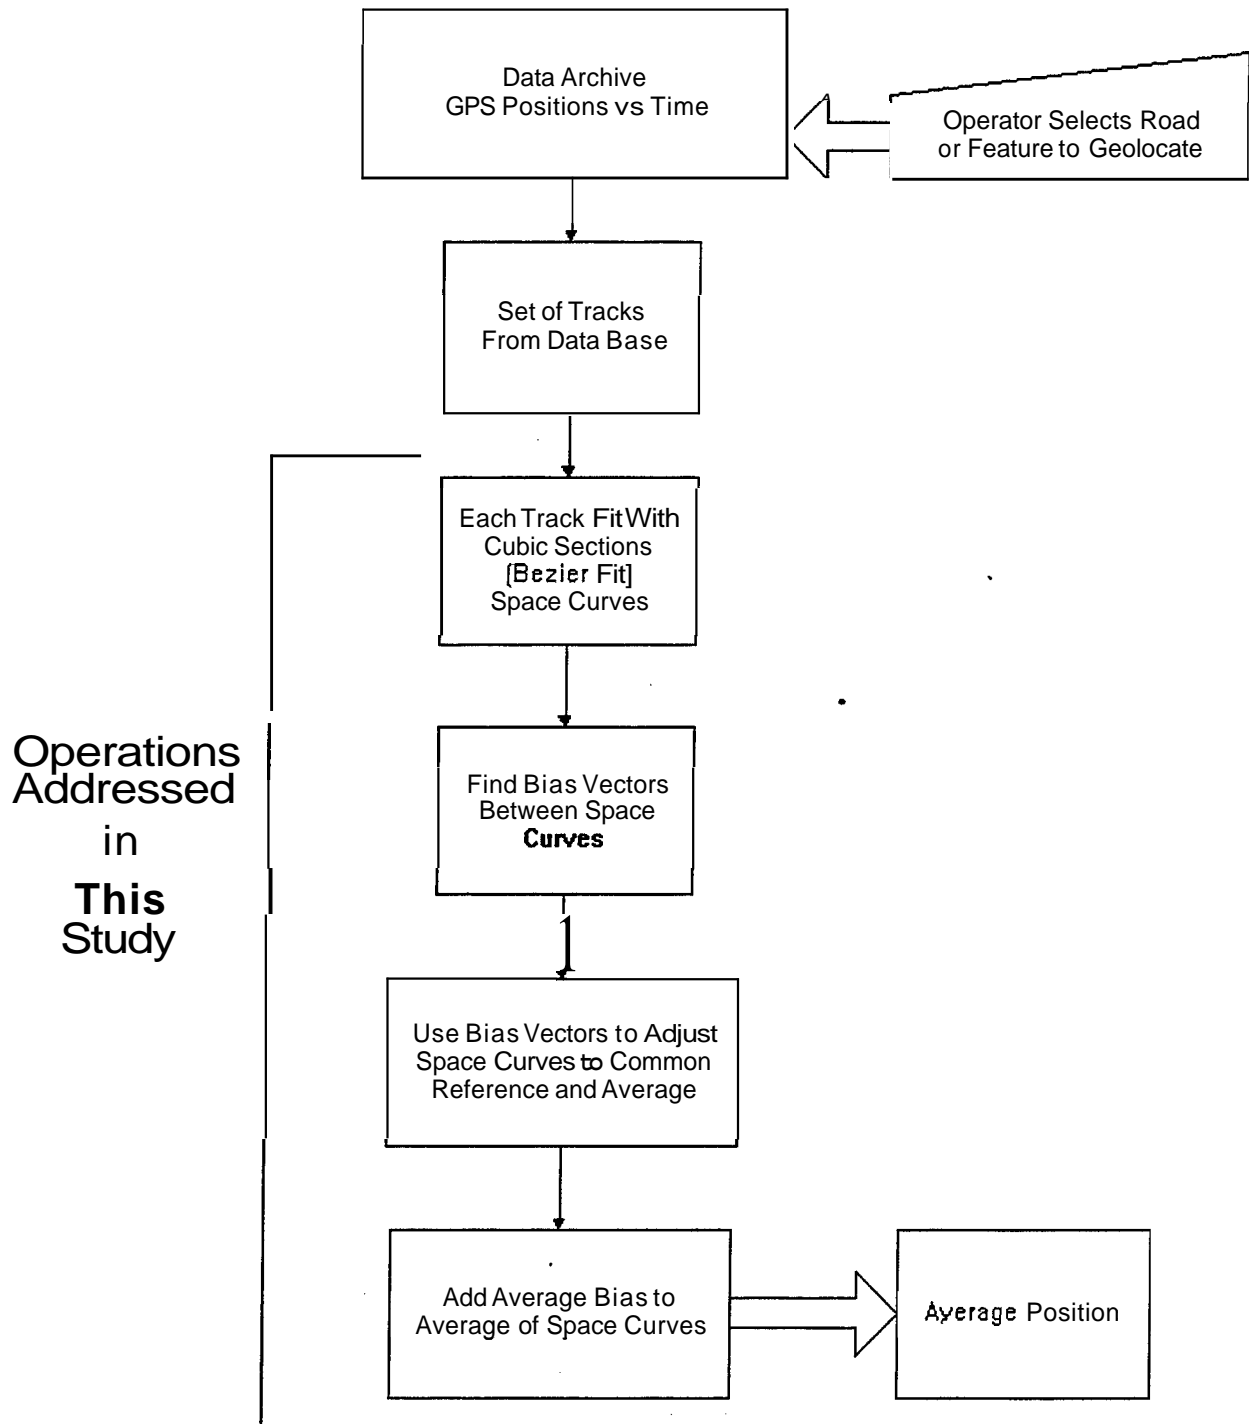 Data Archive
GPS Positions vs Time
Operator Selects Road
or Feature to Geolocate
Set of Tracks
From Data Base
Each Track Fit With
Cubic Sections
[Bezier Fit]
Space Curves
Operations
Addressed
in
This
Study
Find Bias Vectors
Between Space
Curves
Use Bias Vectors to Adjust
Space Curves to Common
Reference and Average
Add Average Bias to
Average of Space Curves
Average Position